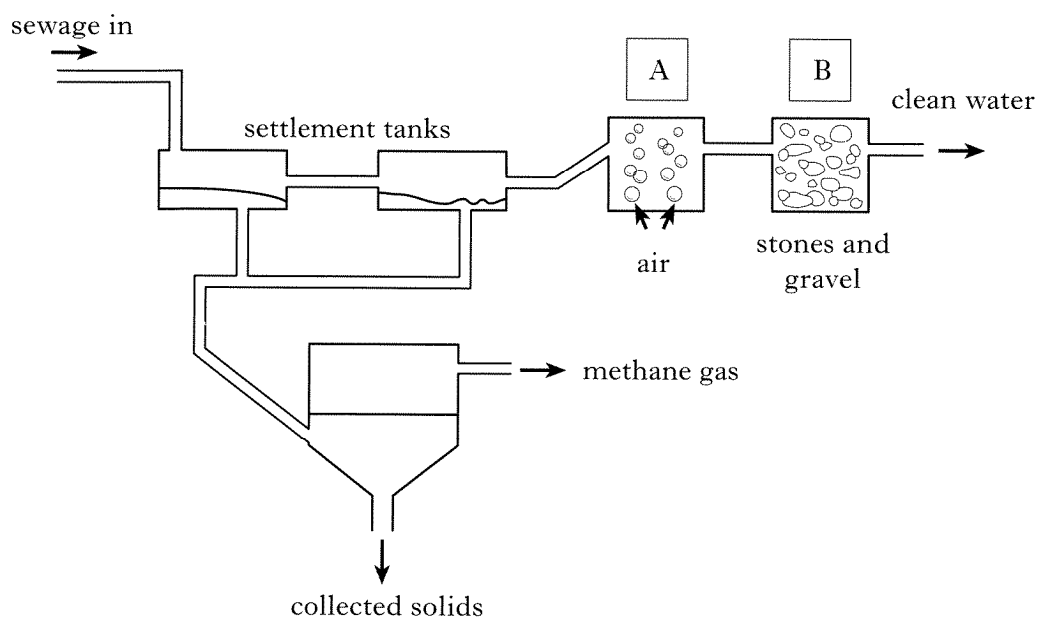 sewage in
settlement tanks
A
B
clean water
air
stones and
gravel
methane gas
collected solids